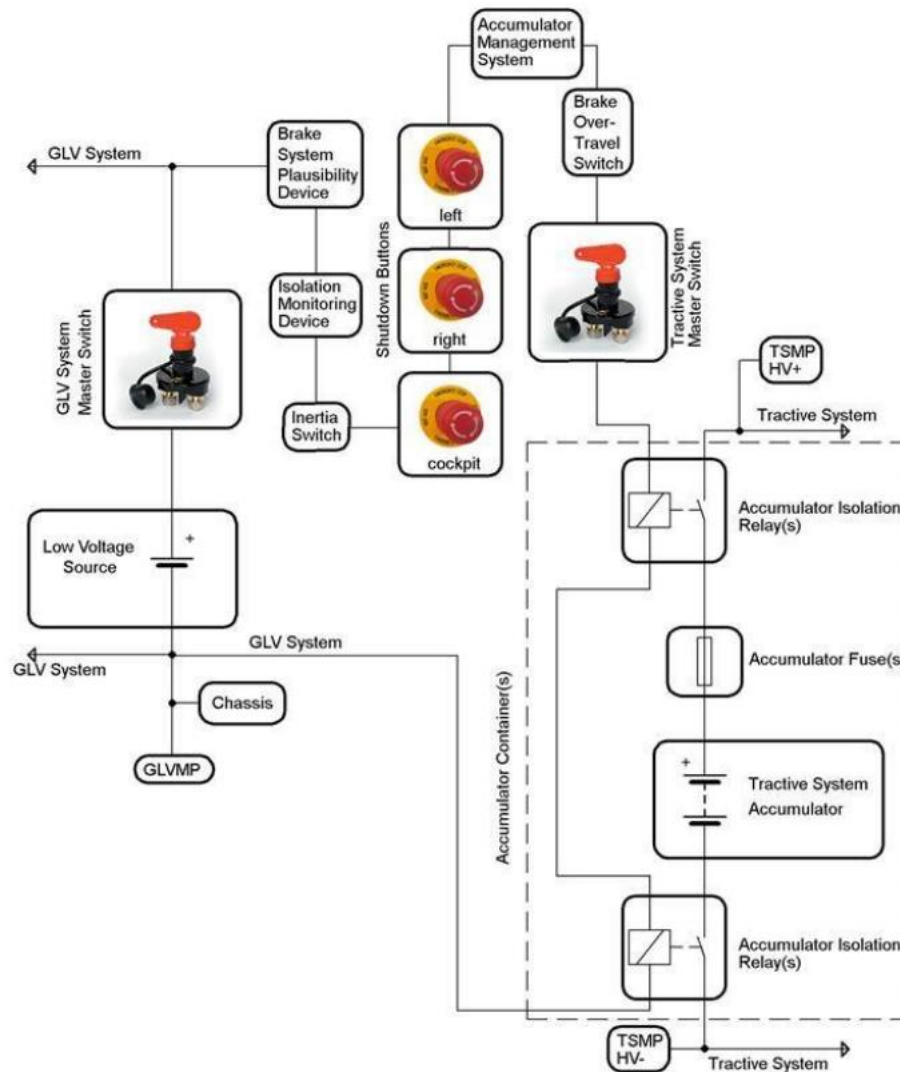 Accumulator
Management
System
Brake
Over-
Travel
Switch
GLV System
Brake
System
Plausibility
Device
left
Shutdown Buttons
Isolation
Monitoring
Device
right
GLV System
Master Switch
Tractive System
Master Switch
TSMP
HV+
Tractive System
Inertia
Switch
cockpit
Accumulator Isolation
Relay(s)
Low Voltage
Source
+
GLV System
GLV System
Accumulator Fuse(s
Chassis
GLVMP
Accumulator Container(s)
+
Tractive System
Accumulator
Accumulator Isolation
Relay(s)
TSMP
HV-
Tractive System